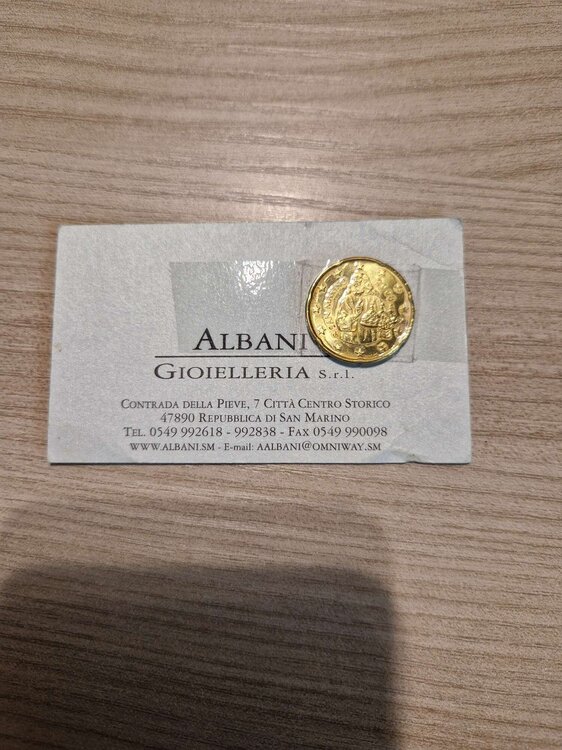 ALBANI
GIOIELLERIA S.r.l.
CONTRADA DELLA PIEVE, 7 CITTÀ CENTRO STORICO
47890 REPUBBLICA DI SAN MARINO
TEL. 0549 992618 - 992838 - FAX 0549 990098
WWW.ALBANI.SM - E-mail: AALBANI@OMNIWAY.SM